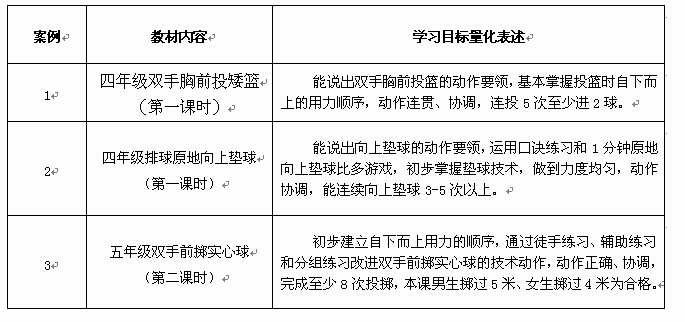 案例
教材内容
学习目标量化表述
1
四年级双手胸前投矮篮
（第一课时）
能说出双手胸前投篮的动作要领，基本掌握投篮时自下而
上的用力顺序，动作连贯、协调，连投 5 次至少进 2 球。
2
四年级排球原地向上垫球
（第一课时）
能说出向上垫球的动作要领，运用口诀练习和 1 分钟原地
向上垫球比多游戏，初步掌握垫球技术，做到力度均匀，动作
协调，能连续向上垫球 3-5 次以上。
3
五年级双手前掷实心球
（第二课时）
初步建立自下而上用力的顺序，通过徒手练习、辅助练习
和分组练习改进双手前掷实心球的技术动作，动作正确、协调，
完成至少 8 次投掷，本课男生掷过 5 米、女生掷过 4 米为合格。